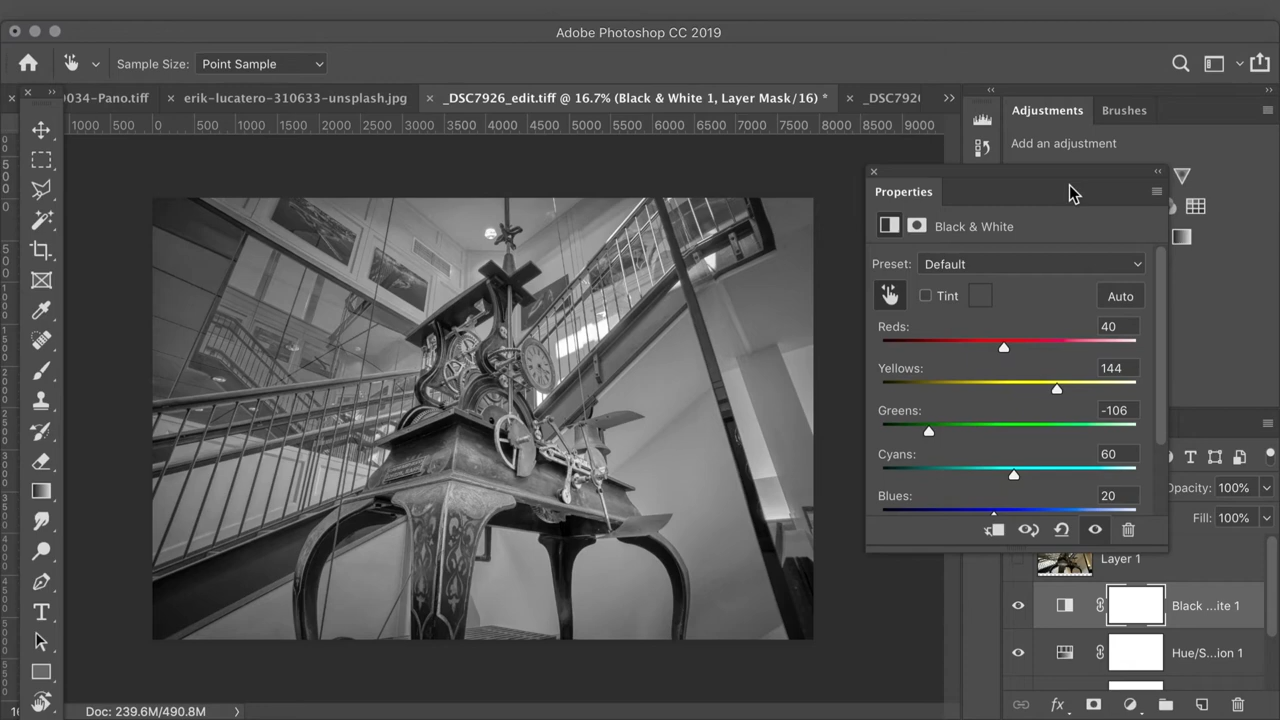 Adobe Photoshop CC 2019
Sample Size: Point Sample
0034-Pano.tiff
erik-lucatero-310633-unsplash.jpg
_DSC7926_edit.tiff @ 16.7% (Black & White 1, Layer Mask/16) *
_DSC792
1000 500 0 500 1000 1500 2000 2500 3000 3500 4000 4500 5000 5500 6000 6500 7000 7500 8000 8500 9000
Adjustments
Brushes
Add an adjustment
Properties
Black & White
Preset: Default
Tint
Auto
Reds: 40
Yellows: 144
Greens: -106
Cyans: 60
Blues: 20
Opacity: 100%
Fill: 100%
Layer 1
Black ...ite 1
Hue/S...ion 1
fx
Doc: 239.6M/490.8M